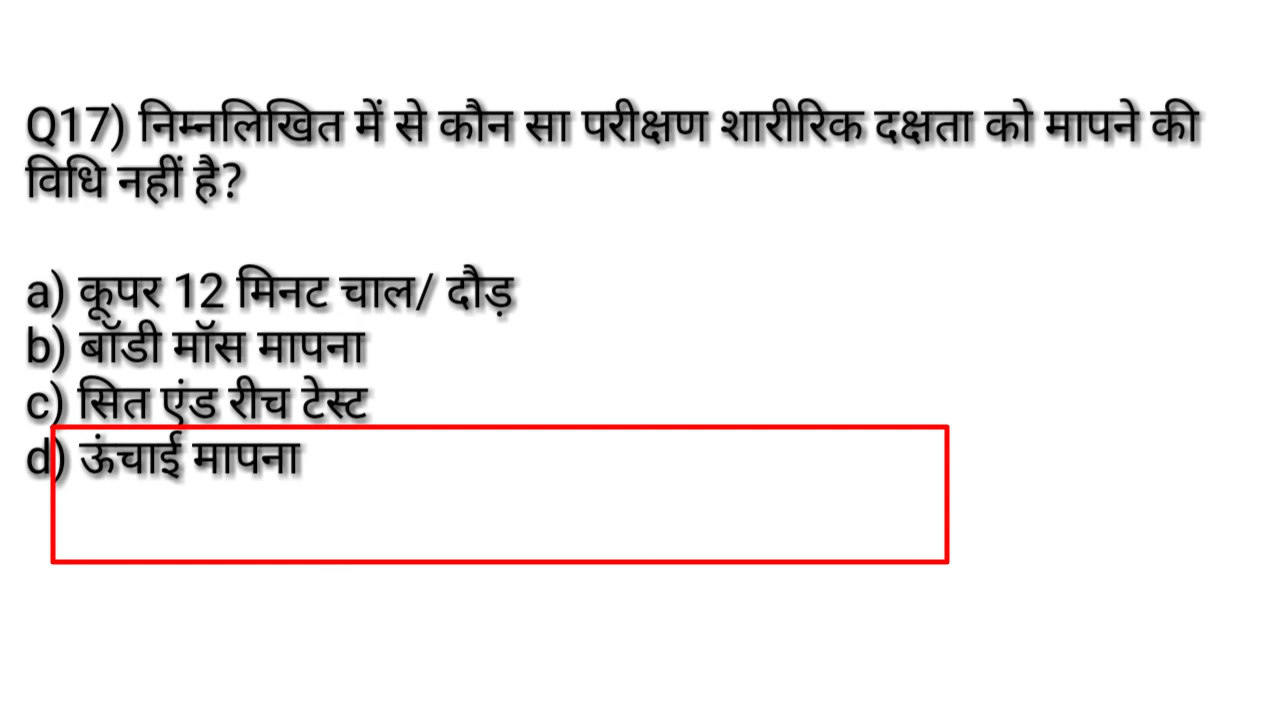 Q17) निम्नलिखित में से कौन सा परीक्षण शारीरिक दक्षता को मापने की
विधि नहीं है?
a) कूपर 12 मिनट चाल/ दौड़
b) बॉडी मॉस मापना
c) सित एंड रीच टेस्ट
d) ऊंचाई मापना